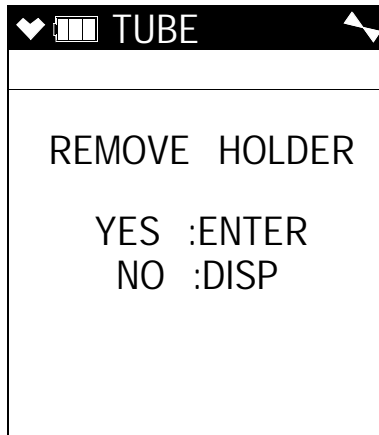 TUBE
REMOVE HOLDER
YES :ENTER
NO :DISP